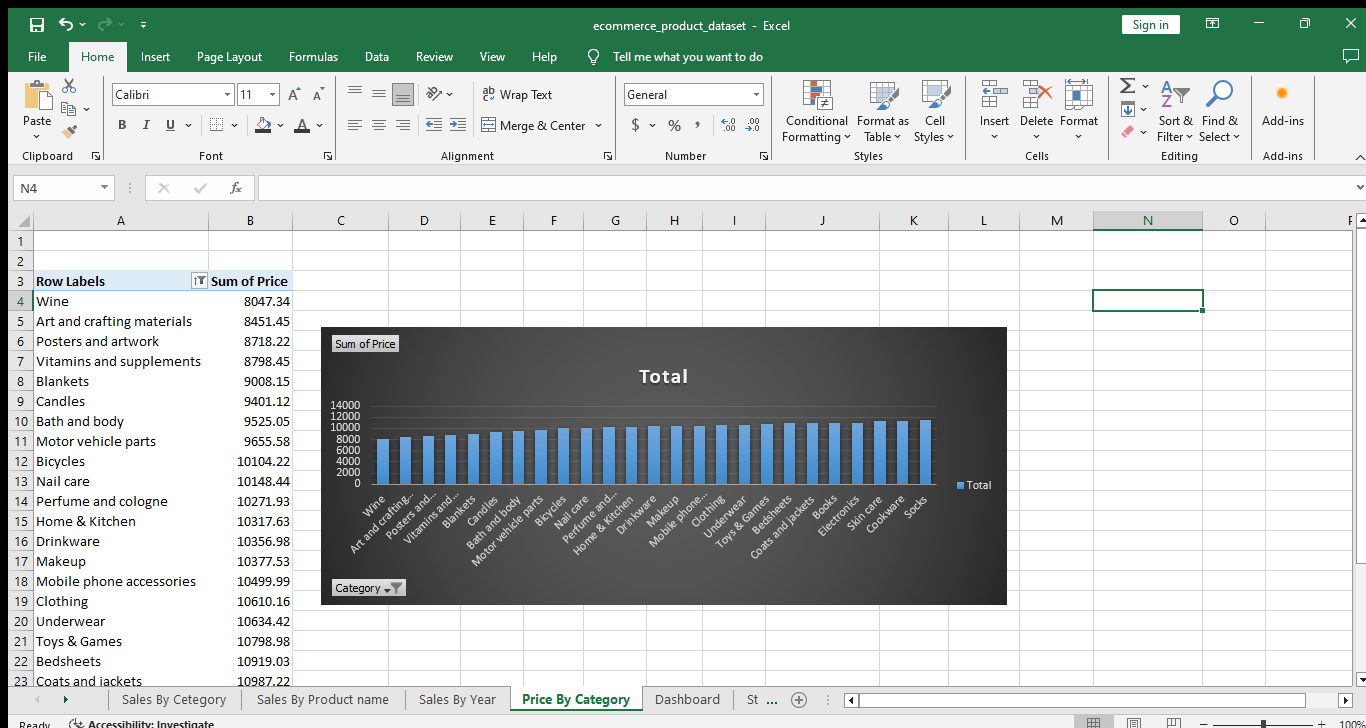 ecommerce_product_dataset - Excel
Sign in
File Home Insert Page Layout Formulas Data Review View Help Tell me what you want to do
Paste
Calibri 11
B I U
Wrap Text
Merge & Center
General
$ % ,
Conditional Formatting
Format as Table
Cell Styles
Insert Delete Format
Sort & Filter
Find & Select
Add-ins
Clipboard Font Alignment Number Styles Cells Editing Add-ins
N4 fx
A B C D E F G H I J K L M N O
1
2
3 Row Labels Sum of Price
4 Wine 8047.34
5 Art and crafting materials 8451.45
6 Posters and artwork 8718.22
7 Vitamins and supplements 8798.45
8 Blankets 9008.15
9 Candles 9401.12
10 Bath and body 9525.05
11 Motor vehicle parts 9655.58
12 Bicycles 10104.22
13 Nail care 10148.44
14 Perfume and cologne 10271.93
15 Home & Kitchen 10317.63
16 Drinkware 10356.98
17 Makeup 10377.53
18 Mobile phone accessories 10499.99
19 Clothing 10610.16
20 Underwear 10634.42
21 Toys & Games 10798.98
22 Bedsheets 10919.03
23 Coats and jackets 10987.22
Sum of Price
Total
14000
12000
10000
8000
6000
4000
2000
0
Wine
Art and crafting...
Posters and...
Vitamins and...
Blankets
Candles
Bath and body
Motor vehicle parts
Bicycles
Nail care
Perfume and...
Home & Kitchen
Drinkware
Makeup
Mobile phone...
Clothing
Underwear
Toys & Games
Bedsheets
Coats and jackets
Books
Electronics
Skin care
Cookware
Socks
Total
Category
Sales By Cetegory Sales By Product name Sales By Year Price By Category Dashboard St ...
Ready Accessibility: Investigate 100%